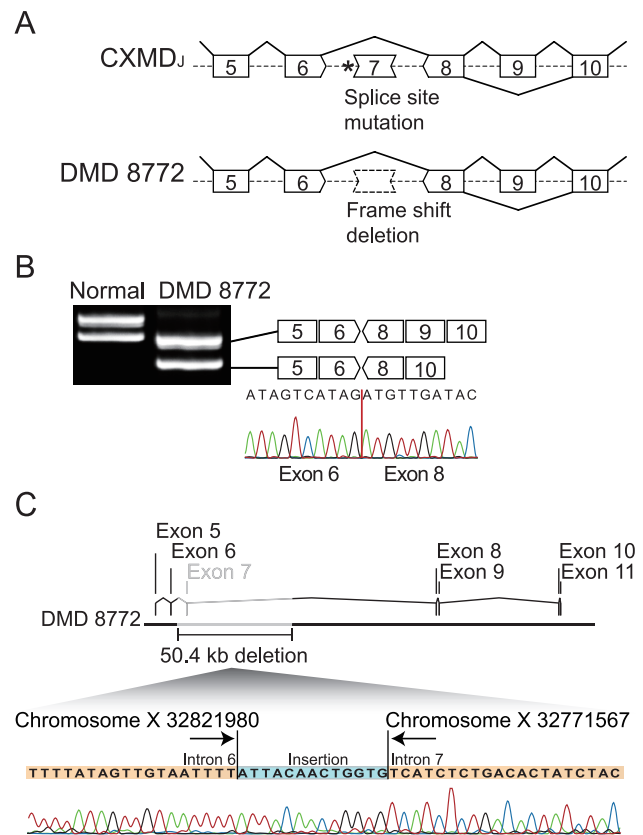 A
CXMDJ
5 6 * 7 8 9 10
Splice site
mutation
DMD 8772
5 6 8 9 10
Frame shift
deletion
B
Normal DMD 8772
5 6 8 9 10
5 6 8 10
ATAGTCATAGATGTTGATAC
Exon 6 Exon 8
C
Exon 5
Exon 6
Exon 7
Exon 8
Exon 9
Exon 10
Exon 11
DMD 8772
50.4 kb deletion
Chromosome X 32821980 Chromosome X 32771567
Intron 6 Insertion Intron 7
TTTTATAGTTGTAATTTTATTACAACTGGTGTCATCTCTGACACTATCTAC